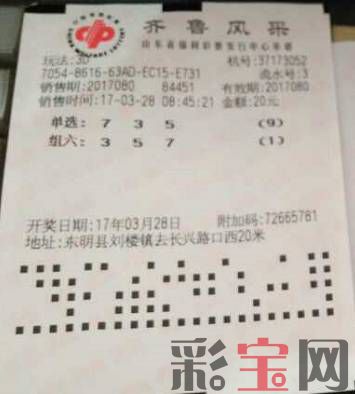 齐鲁风采
山东省福利彩票发行中心承销
玩法:3D 机号:37173052
7054-8616-63AD-EC15-E731 流水号:3
销售期:2017080 84451 有效期:2017080
销售时间:17-03-28 08:45:21 金额:20元
单选: 7 3 5 (9)
组六: 3 5 7 (1)
开奖日期:17年03月28日 附加码:72665781
地址:东明县刘楼镇去长兴路口西20米
彩宝网